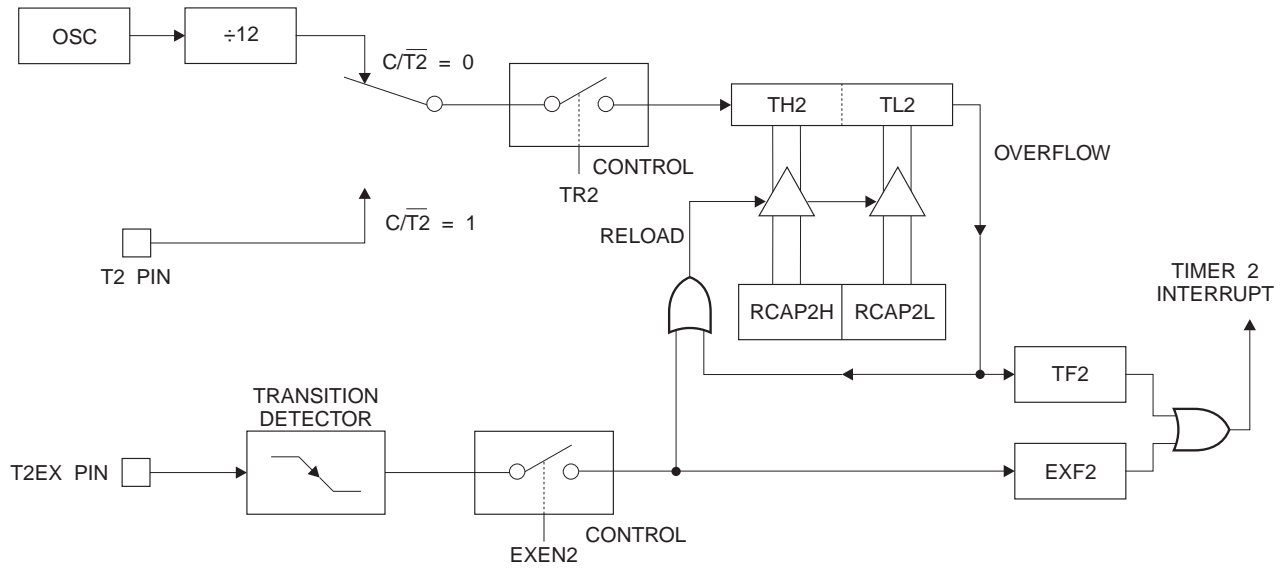 OSC
÷12
C/T2̅ = 0
TH2
TL2
OVERFLOW
CONTROL
TR2
C/T2̅ = 1
RELOAD
T2 PIN
TIMER 2
INTERRUPT
RCAP2H
RCAP2L
TF2
TRANSITION
DETECTOR
T2EX PIN
EXF2
CONTROL
EXEN2